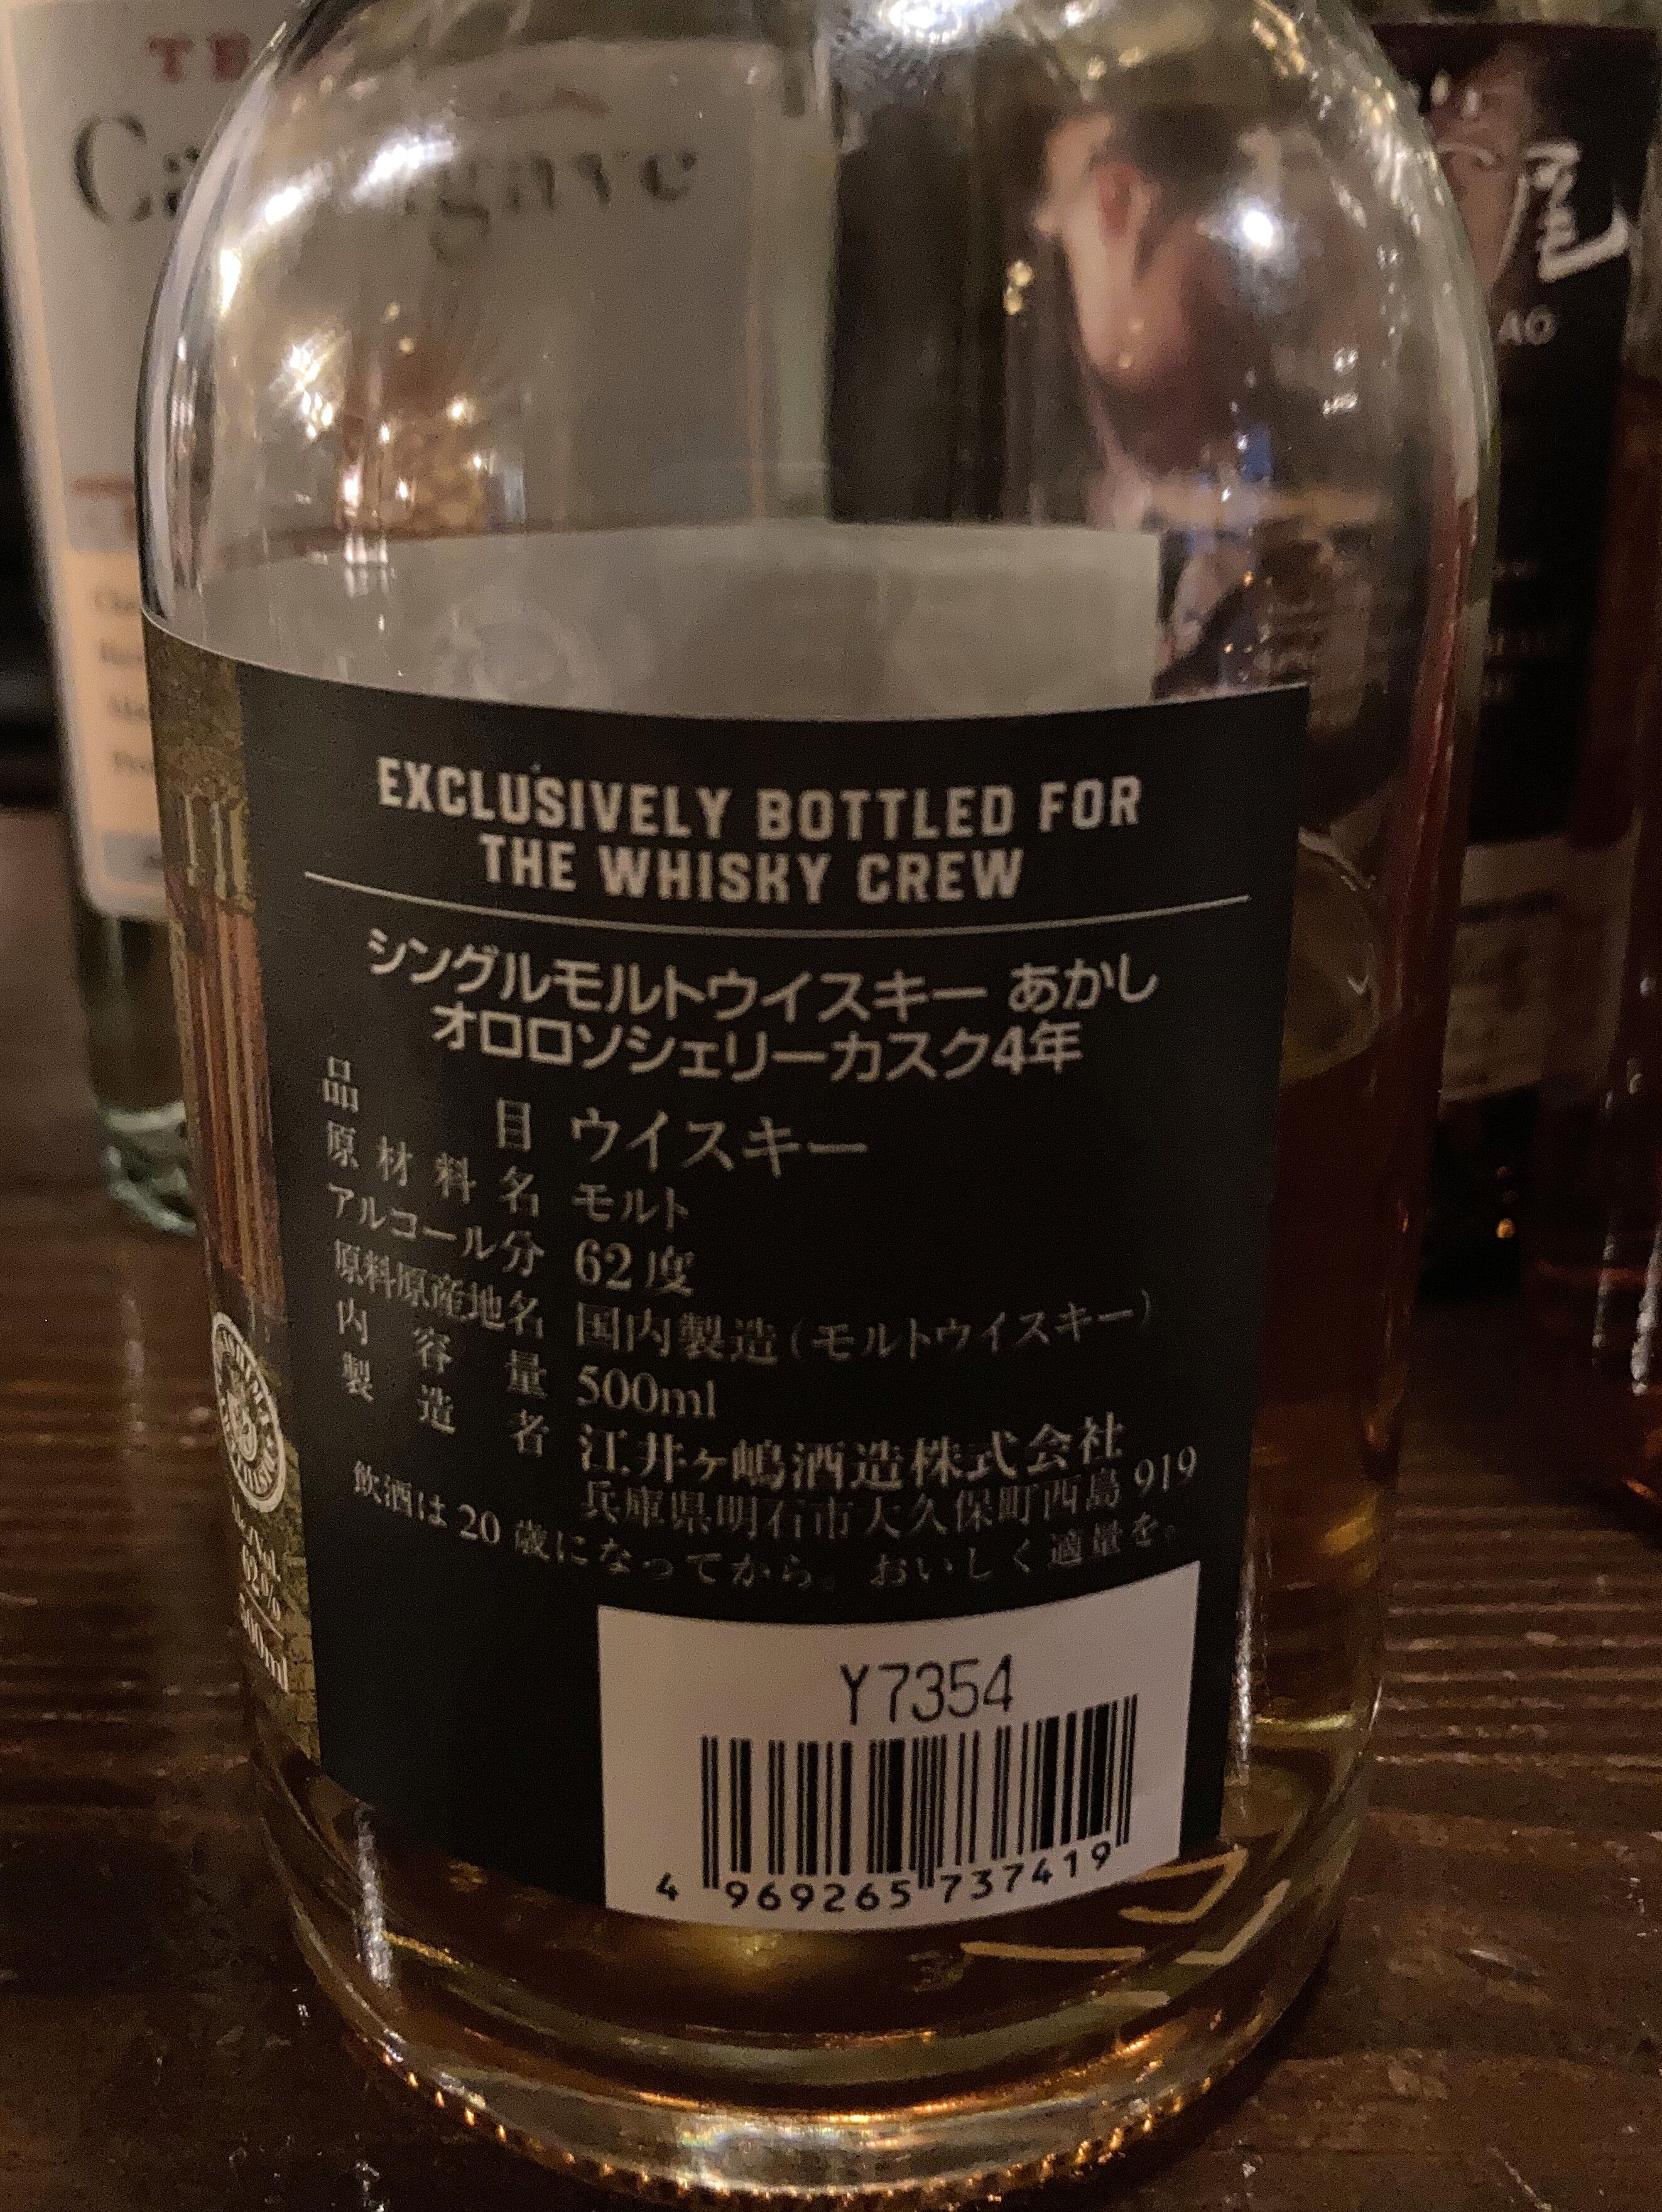 EXCLUSIVELY BOTTLED FOR
THE WHISKY CREW
シングルモルトウイスキー あかし
オロロソシェリーカスク4年
品目 ウイスキー
原材料名 モルト
アルコール分 62度
原料原産地名 国内製造(モルトウイスキー)
内容量 500ml
製造者 江井ヶ嶋酒造株式会社
兵庫県明石市大久保町西島 919
飲酒は20歳になってから。おいしく適量を。
Y7354
4 969265 737419
62%
500ml
AO